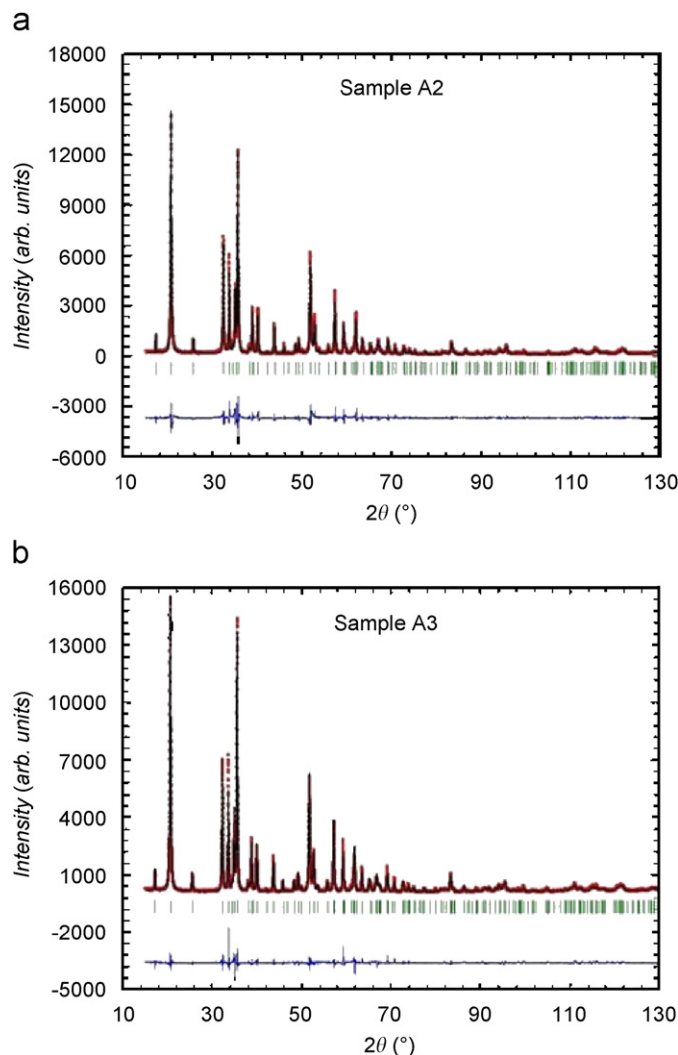 a
18000
Sample A2
15000
12000
9000
6000
3000
0
-3000
-6000
Intensity (arb. units)
10 30 50 70 90 110 130
2θ (°)
b
16000
Sample A3
13000
10000
7000
4000
1000
-2000
-5000
Intensity (arb. units)
10 30 50 70 90 110 130
2θ (°)